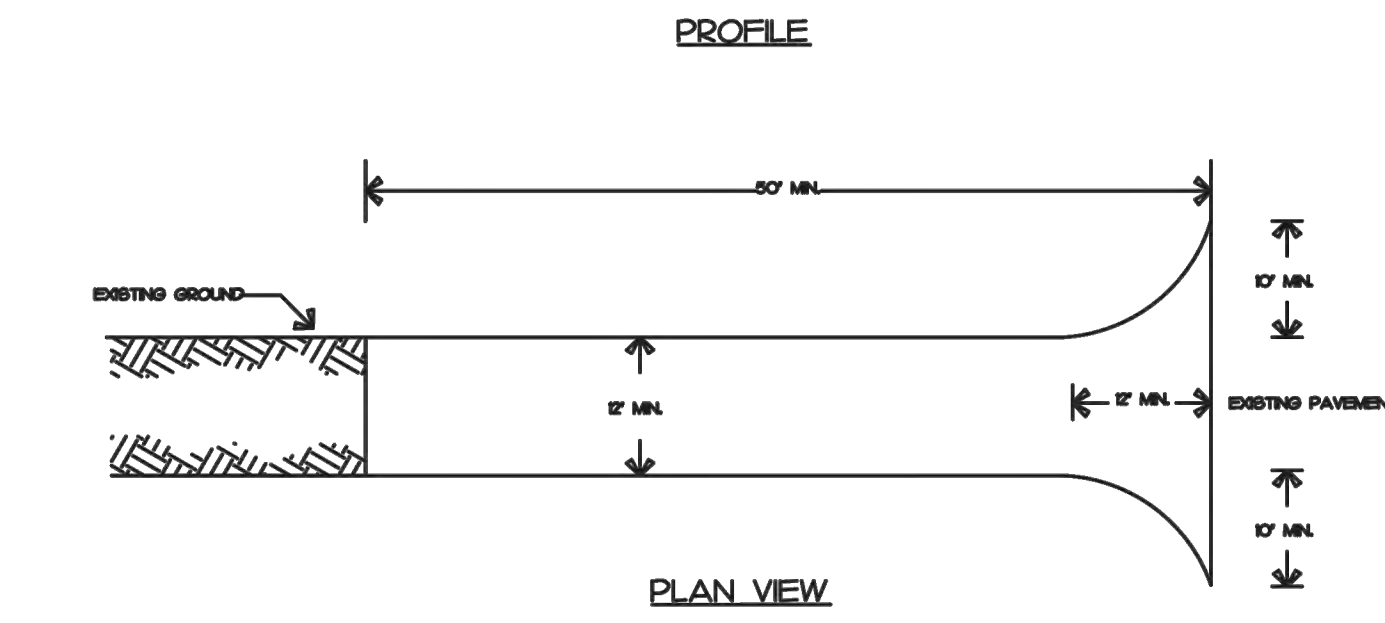 PROFILE
50' MIN.
10' MIN.
EXISTING GROUND
12' MIN.
12' MIN.
EXISTING PAVEMEN
10' MIN.
PLAN VIEW